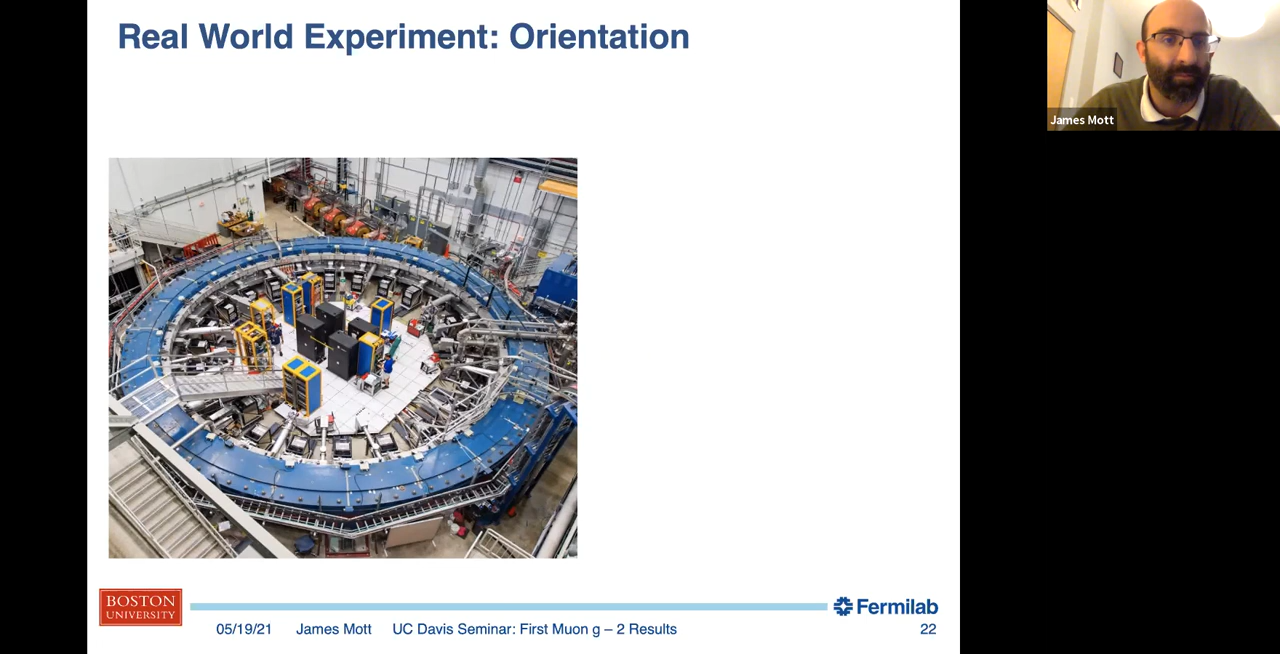 Real World Experiment: Orientation
James Mott
BOSTON
UNIVERSITY
Fermilab
05/19/21 James Mott UC Davis Seminar: First Muon g – 2 Results 22